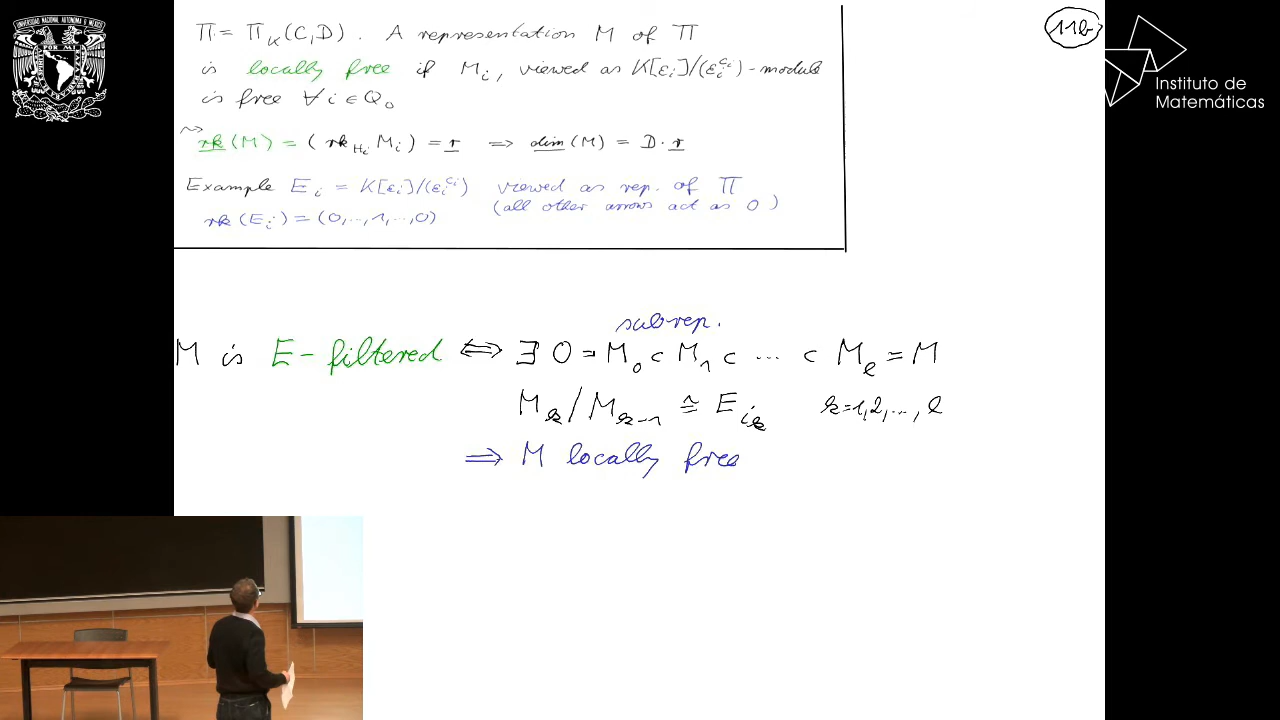 Π = Π_K(C,D). A representation M of Π
is locally free if M_i, viewed as K[ε_i]/(ε_i^{c_i})-module
is free ∀ i ∈ Q_0
⇝ rk(M) = (rk_{H_i} M_i) = r ⇒ dim(M) = D · r
Example E_i = K[ε_i]/(ε_i^{c_i}) viewed as rep. of Π
rk(E_i) = (0,..,1,..,0) (all other arrows act as 0)
11b
Instituto de
Matemáticas
subrep.
M is E-filtered ⇔ ∃ 0 = M_0 ⊂ M_1 ⊂ ... ⊂ M_l = M
M_k/M_{k-1} ≅ E_{i_k} k=1,2,...,l
⇒ M locally free